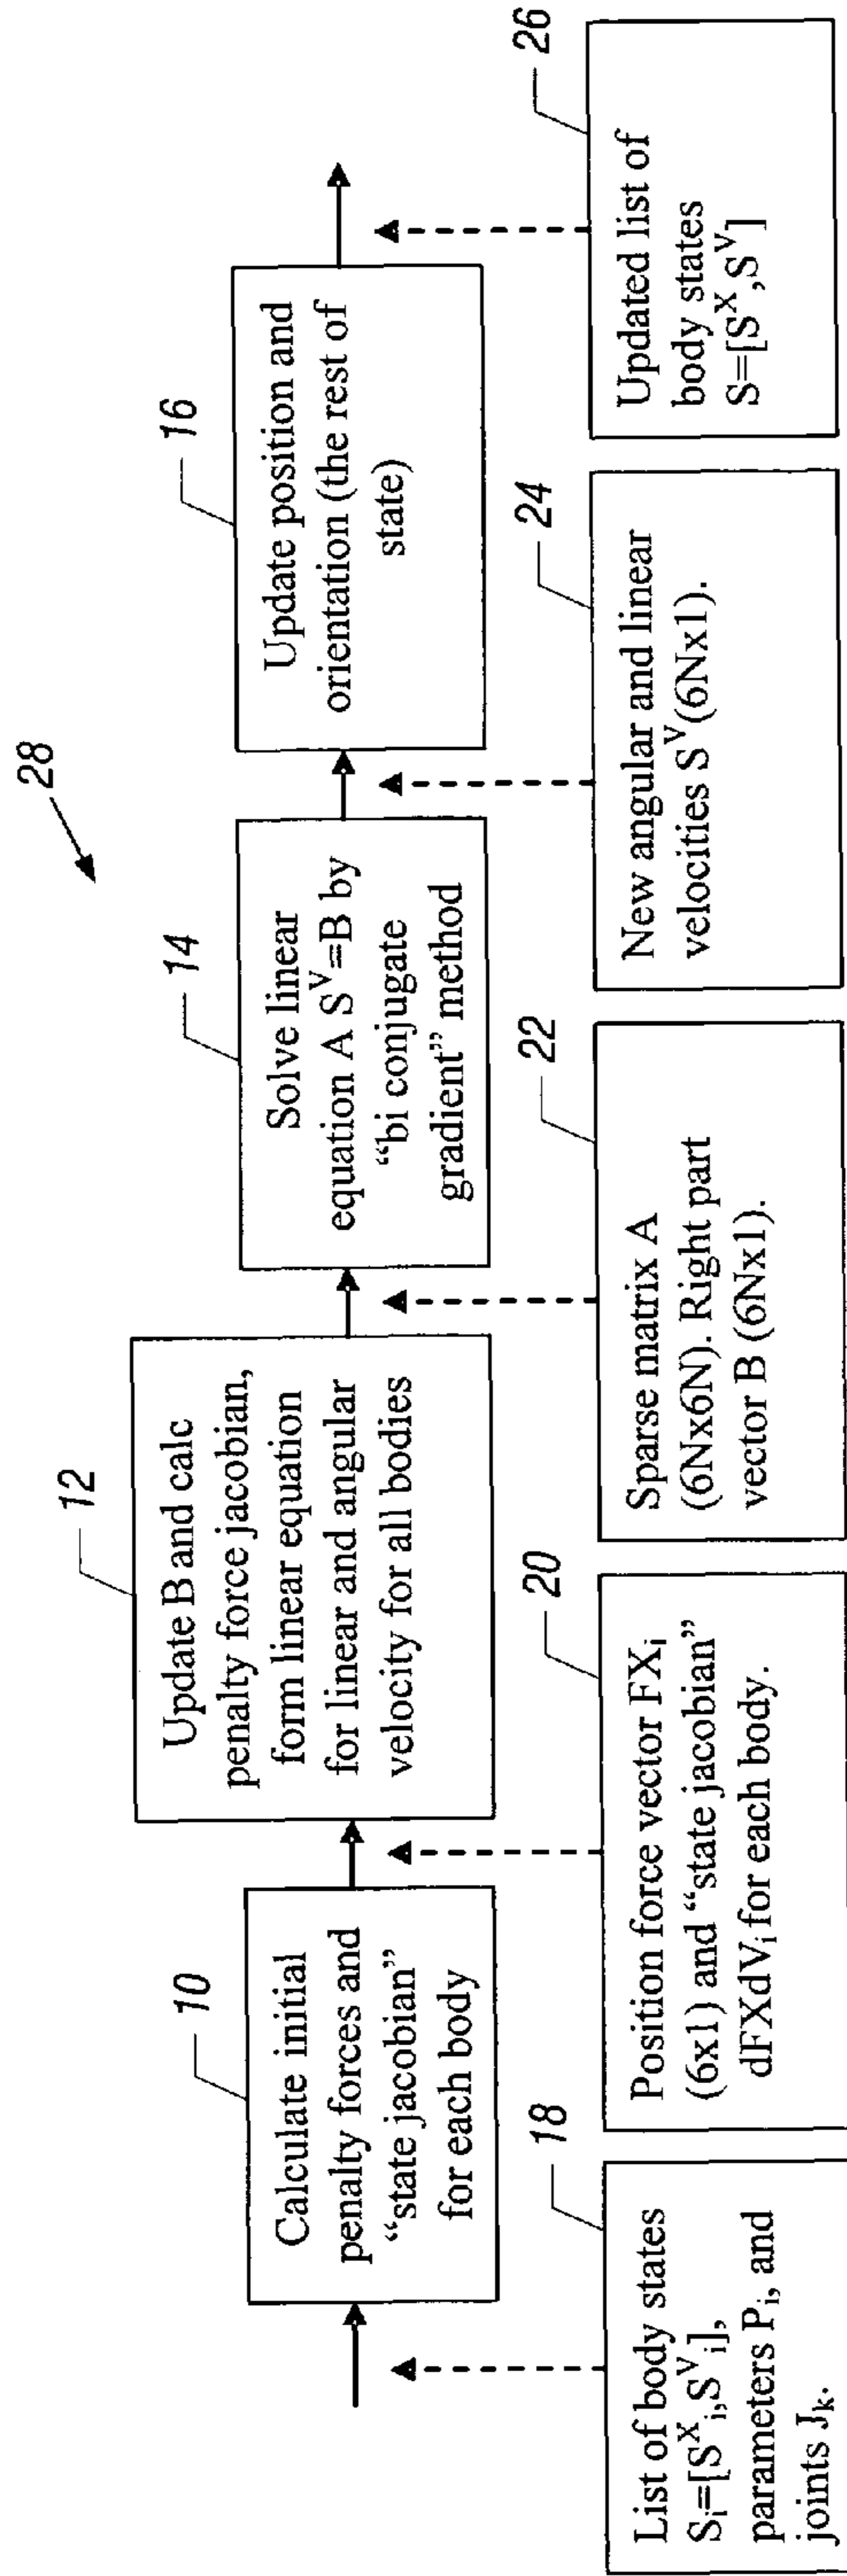 28
10
Calculate initial
penalty forces and
“state jacobian”
for each body
12
Update B and calc
penalty force jacobian,
form linear equation
for linear and angular
velocity for all bodies
14
Solve linear
equation A S^V=B by
“bi conjugate
gradient” method
16
Update position and
orientation (the rest of
state)
18
List of body states
S_i=[S^X_i,S^V_i],
parameters P_i, and
joints J_k.
20
Position force vector FX_i
(6x1) and “state jacobian”
dFXdV_i for each body.
22
Sparse matrix A
(6Nx6N). Right part
vector B (6Nx1).
24
New angular and linear
velocities S^V(6Nx1).
26
Updated list of
body states
S=[S^X,S^V]